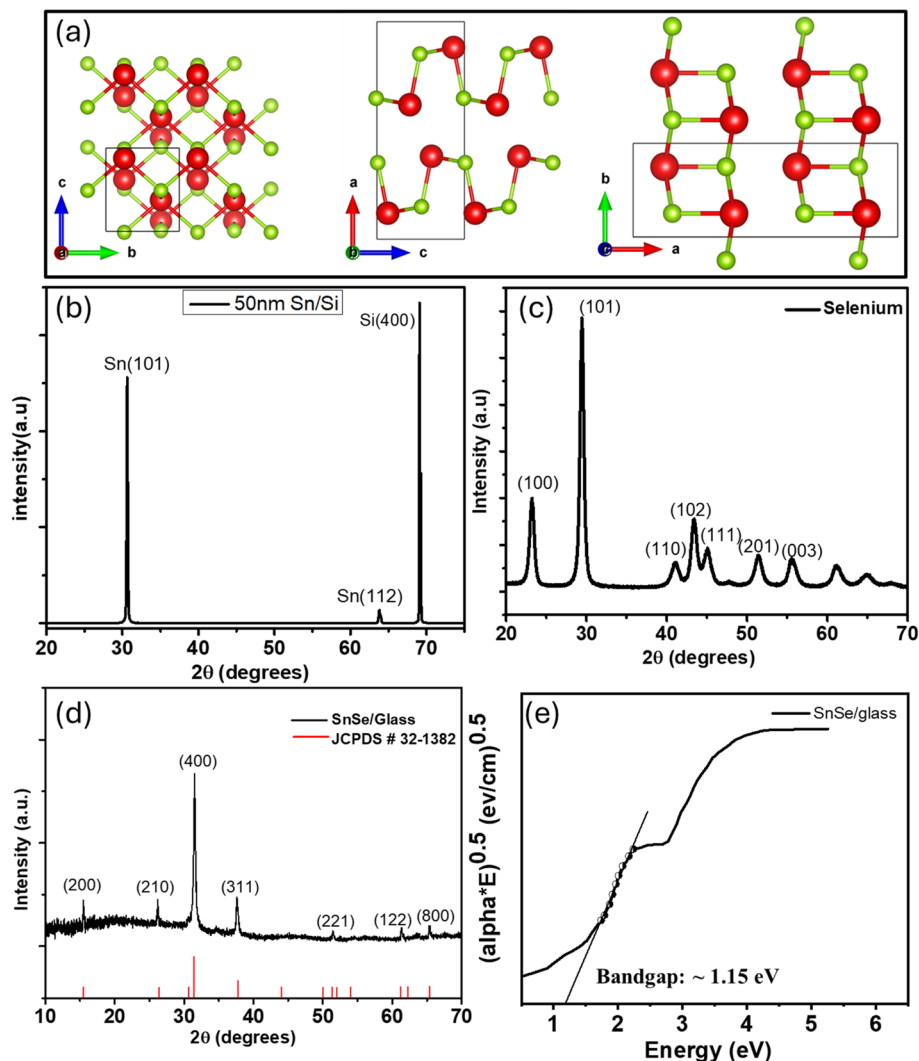 (a)
c
a
b
a
b
c
b
c
a
(b)
50nm Sn/Si
Si(400)
Sn(101)
Sn(112)
intensity(a.u)
20 30 40 50 60 70
2θ (degrees)
(c)
Selenium
(101)
(100)
(102)
(110)
(111)
(201)
(003)
Intensity (a.u)
20 30 40 50 60 70
2θ (degrees)
(d)
SnSe/Glass
JCPDS # 32-1382
(400)
(200)
(210)
(311)
(221)
(122)
(800)
Intensity (a.u.)
10 20 30 40 50 60 70
2θ (degrees)
(e)
SnSe/glass
(alpha*E)0.5 (ev/cm)0.5
Bandgap: ~ 1.15 eV
1 2 3 4 5 6
Energy (eV)